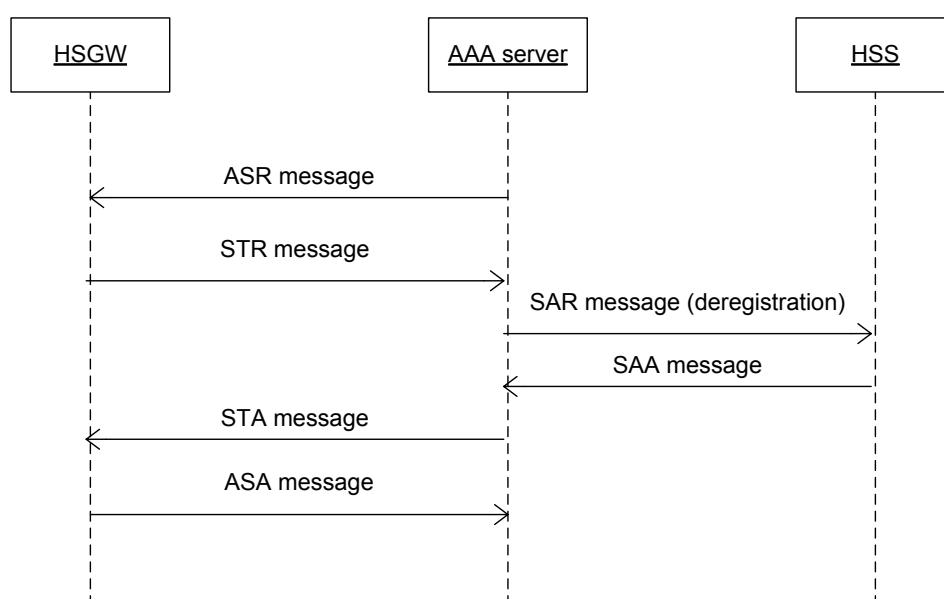 HSGW
AAA server
HSS
ASR message
STR message
SAR message (deregistration)
SAA message
STA message
ASA message